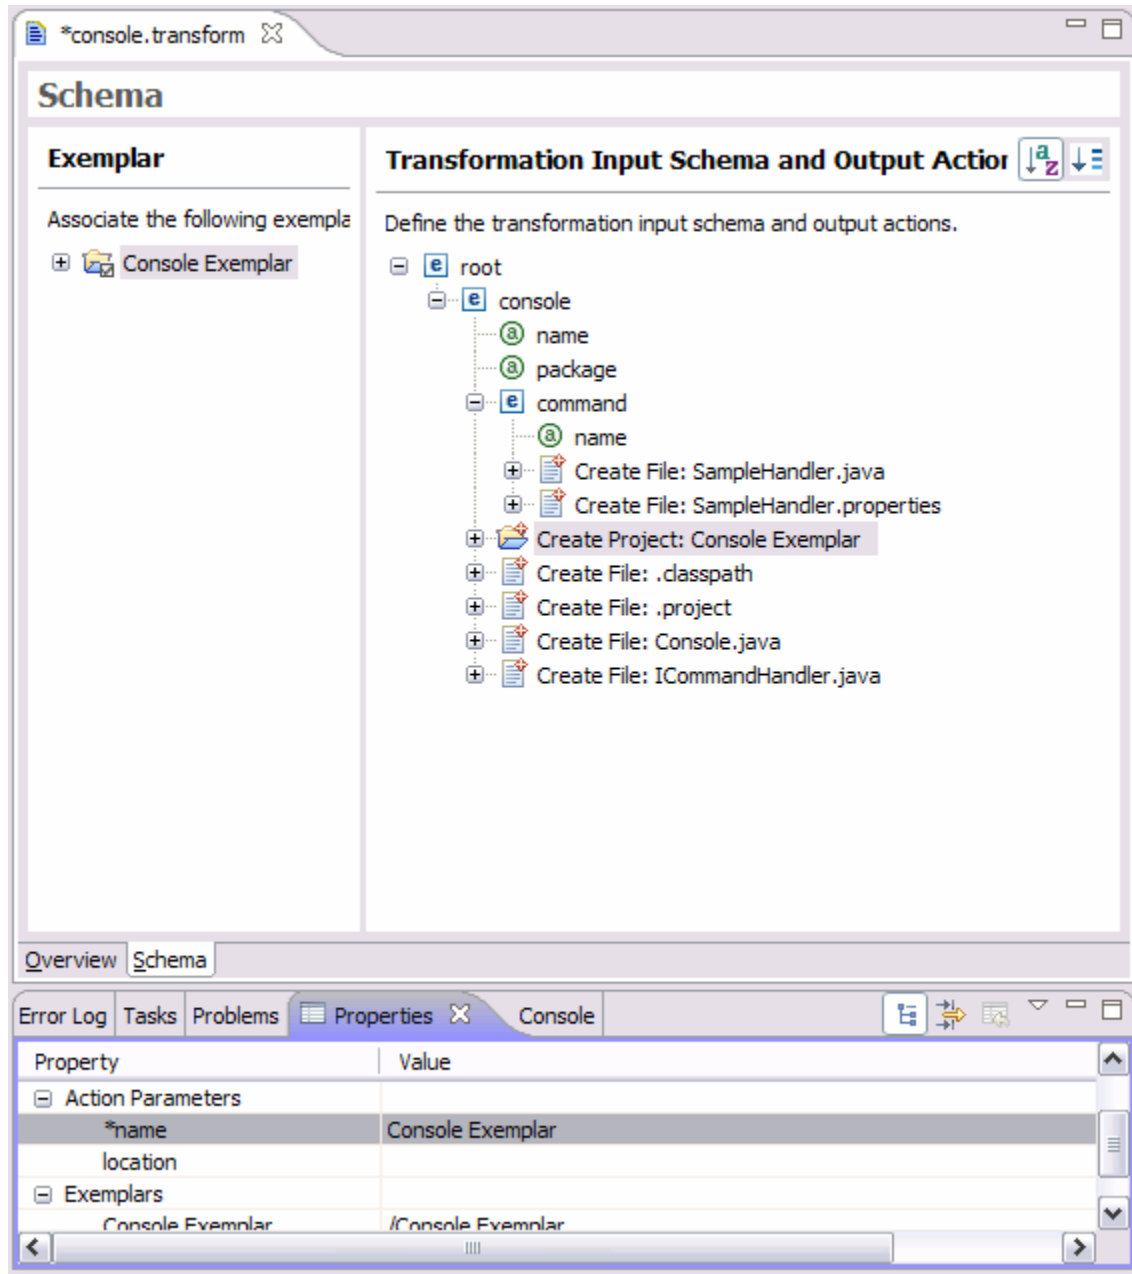 *console.transform
Schema
Exemplar
Associate the following exempla
Console Exemplar
Transformation Input Schema and Output Action
Define the transformation input schema and output actions.
root
console
name
package
command
name
Create File: SampleHandler.java
Create File: SampleHandler.properties
Create Project: Console Exemplar
Create File: .classpath
Create File: .project
Create File: Console.java
Create File: ICommandHandler.java
Overview Schema
Error Log Tasks Problems Properties Console
Property Value
Action Parameters
*name Console Exemplar
location
Exemplars
Console Exemplar /Console Exemplar